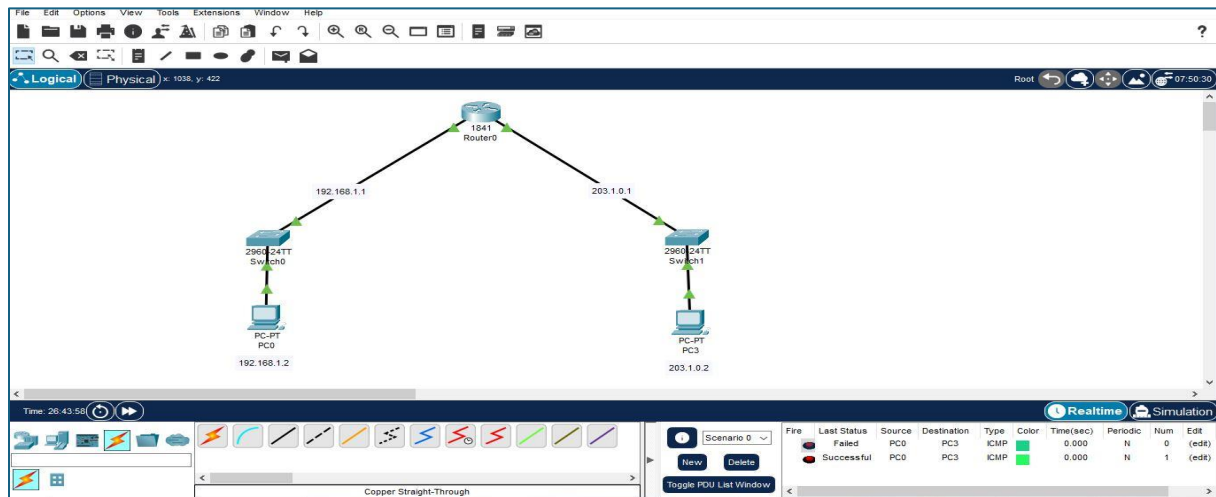 File Edit Options View Tools Extensions Window Help
?
Logical Physical x: 1038, y: 422 Root 07:50:30
1841
Router0
192.168.1.1 203.1.0.1
2960-24TT
Switch0
2960-24TT
Switch1
PC-PT
PC0
192.168.1.2
PC-PT
PC3
203.1.0.2
Time: 26:43:58 Realtime Simulation
Scenario 0
New Delete
Toggle PDU List Window
Copper Straight-Through
Fire Last Status Source Destination Type Color Time(sec) Periodic Num Edit
Failed PC0 PC3 ICMP 0.000 N 0 (edit)
Successful PC0 PC3 ICMP 0.000 N 1 (edit)